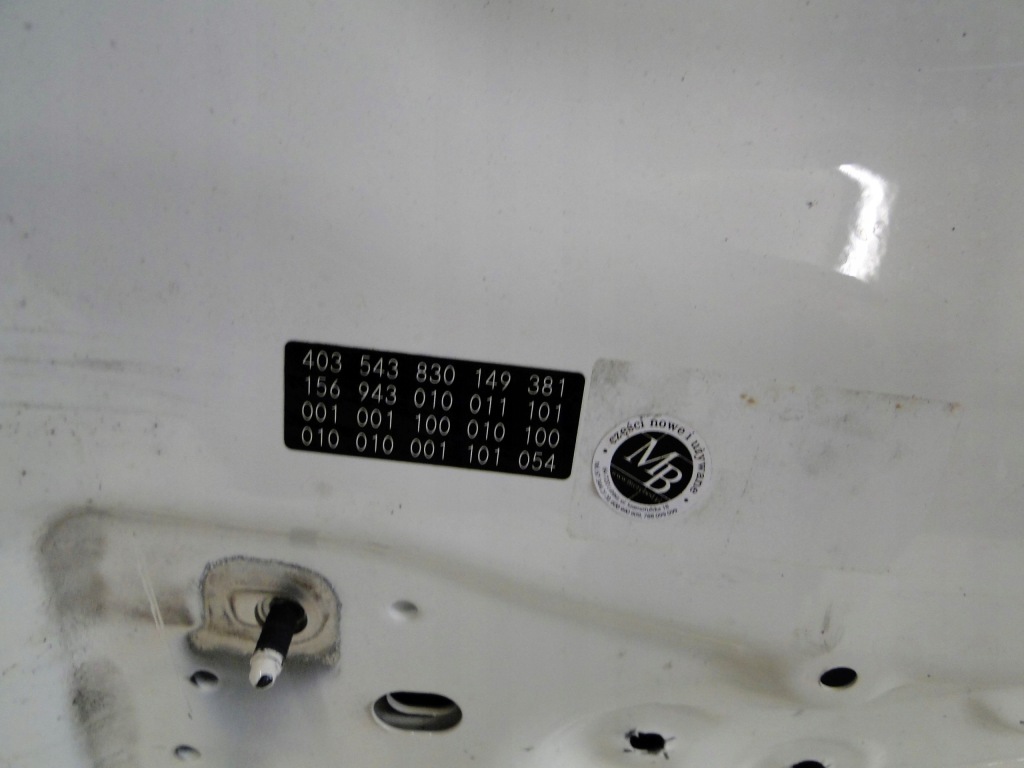 403 543 830 149 381
156 943 010 011 101
001 001 100 010 100
010 010 001 101 054
części nowe i używane
MB